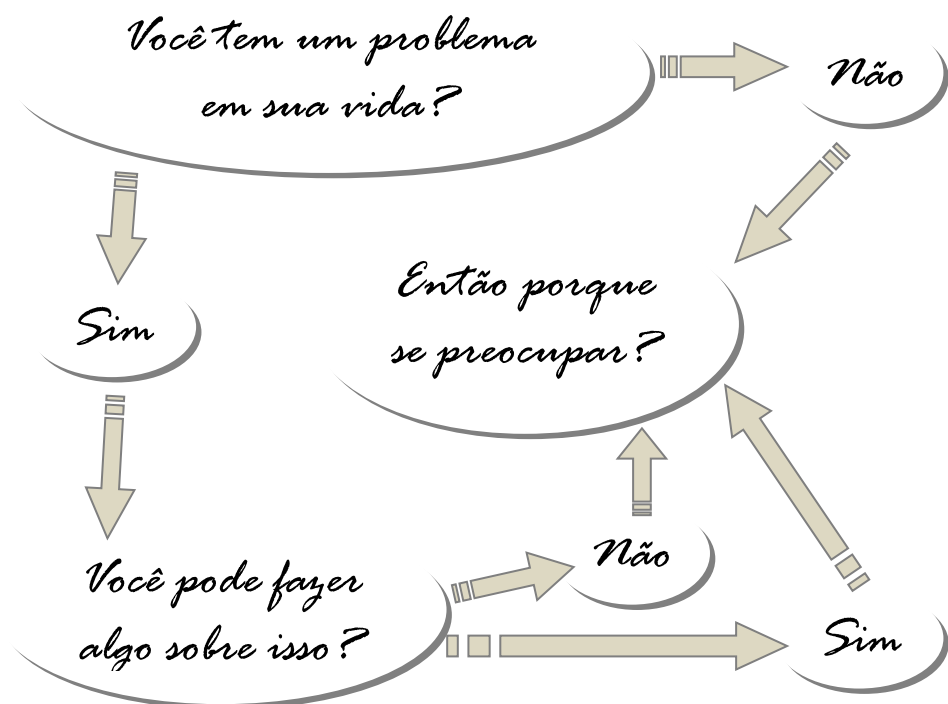 Você tem um problema
em sua vida?
Não
Sim
Então porque
se preocupar?
Você pode fazer
algo sobre isso?
Não
Sim